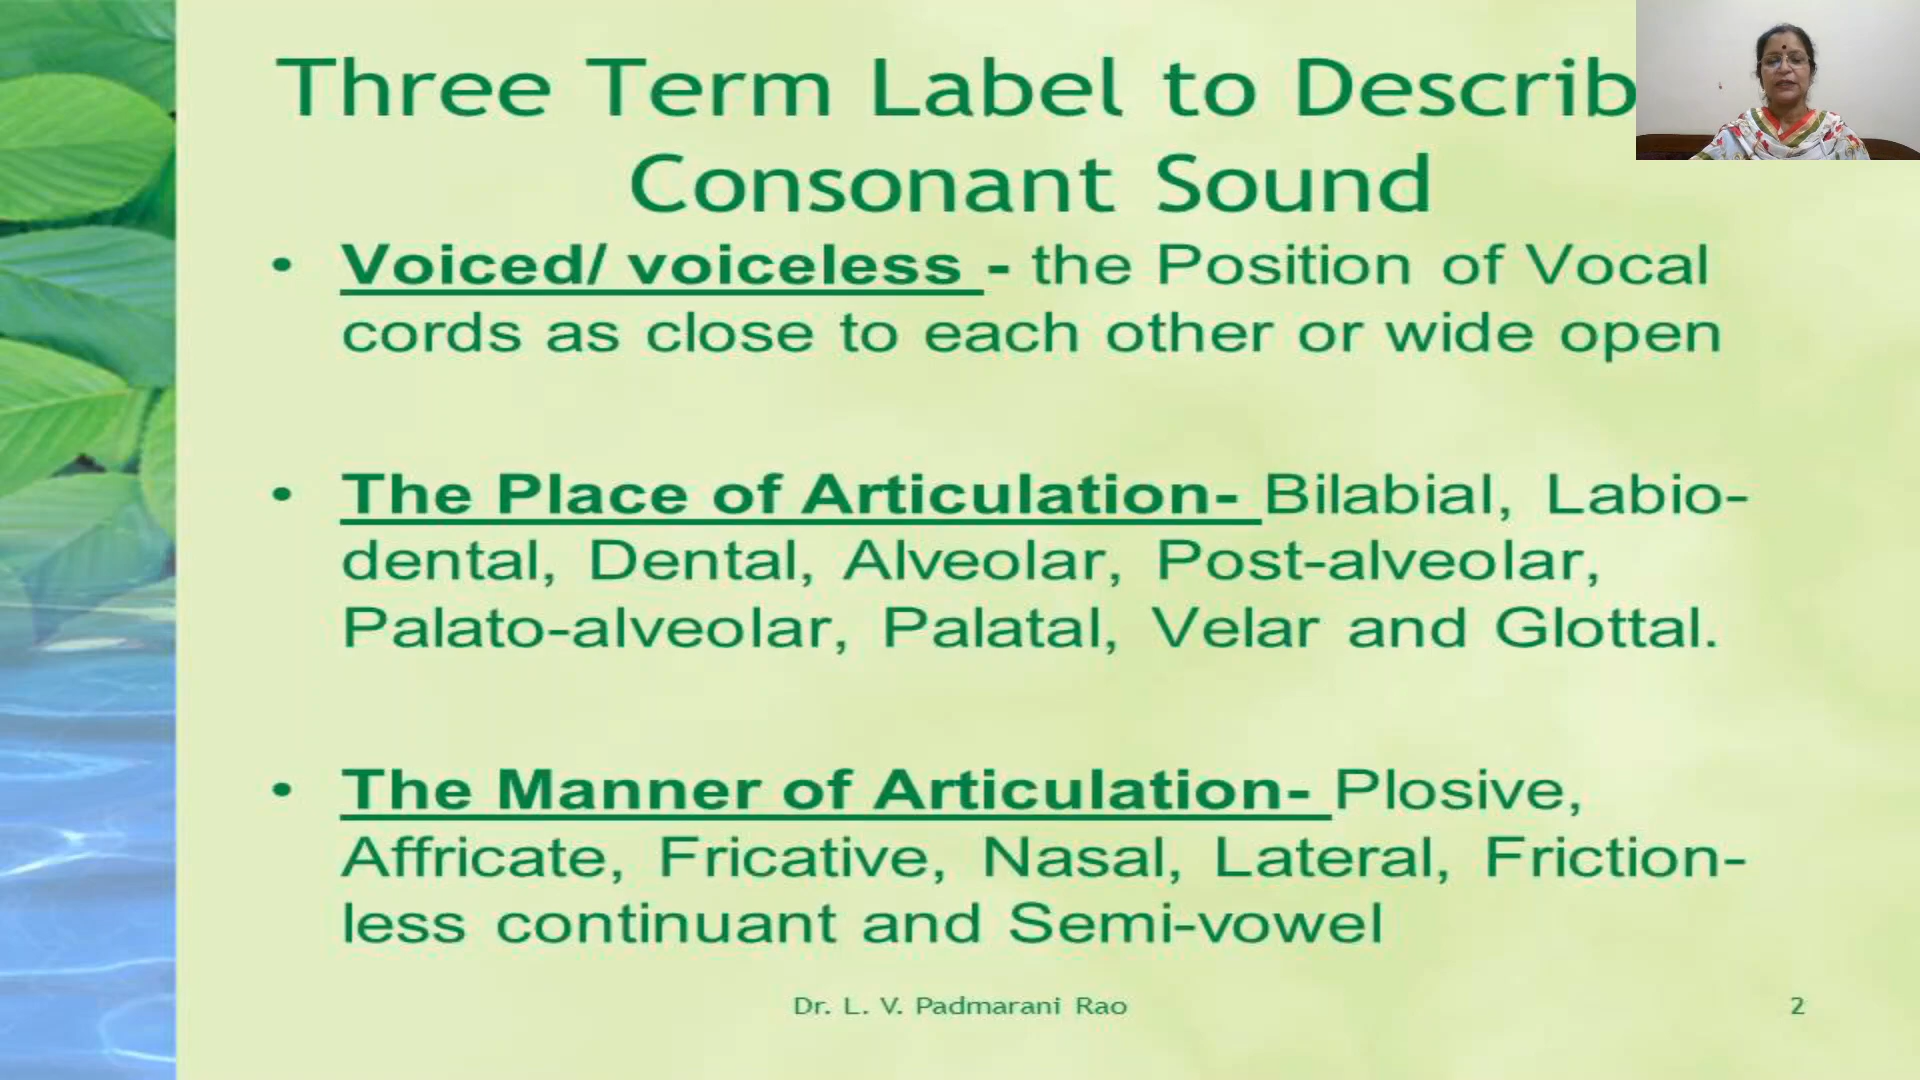 Three Term Label to Describ
Consonant Sound
• Voiced/ voiceless - the Position of Vocal
cords as close to each other or wide open
• The Place of Articulation- Bilabial, Labio-
dental, Dental, Alveolar, Post-alveolar,
Palato-alveolar, Palatal, Velar and Glottal.
• The Manner of Articulation- Plosive,
Affricate, Fricative, Nasal, Lateral, Friction-
less continuant and Semi-vowel
Dr. L. V. Padmarani Rao
2